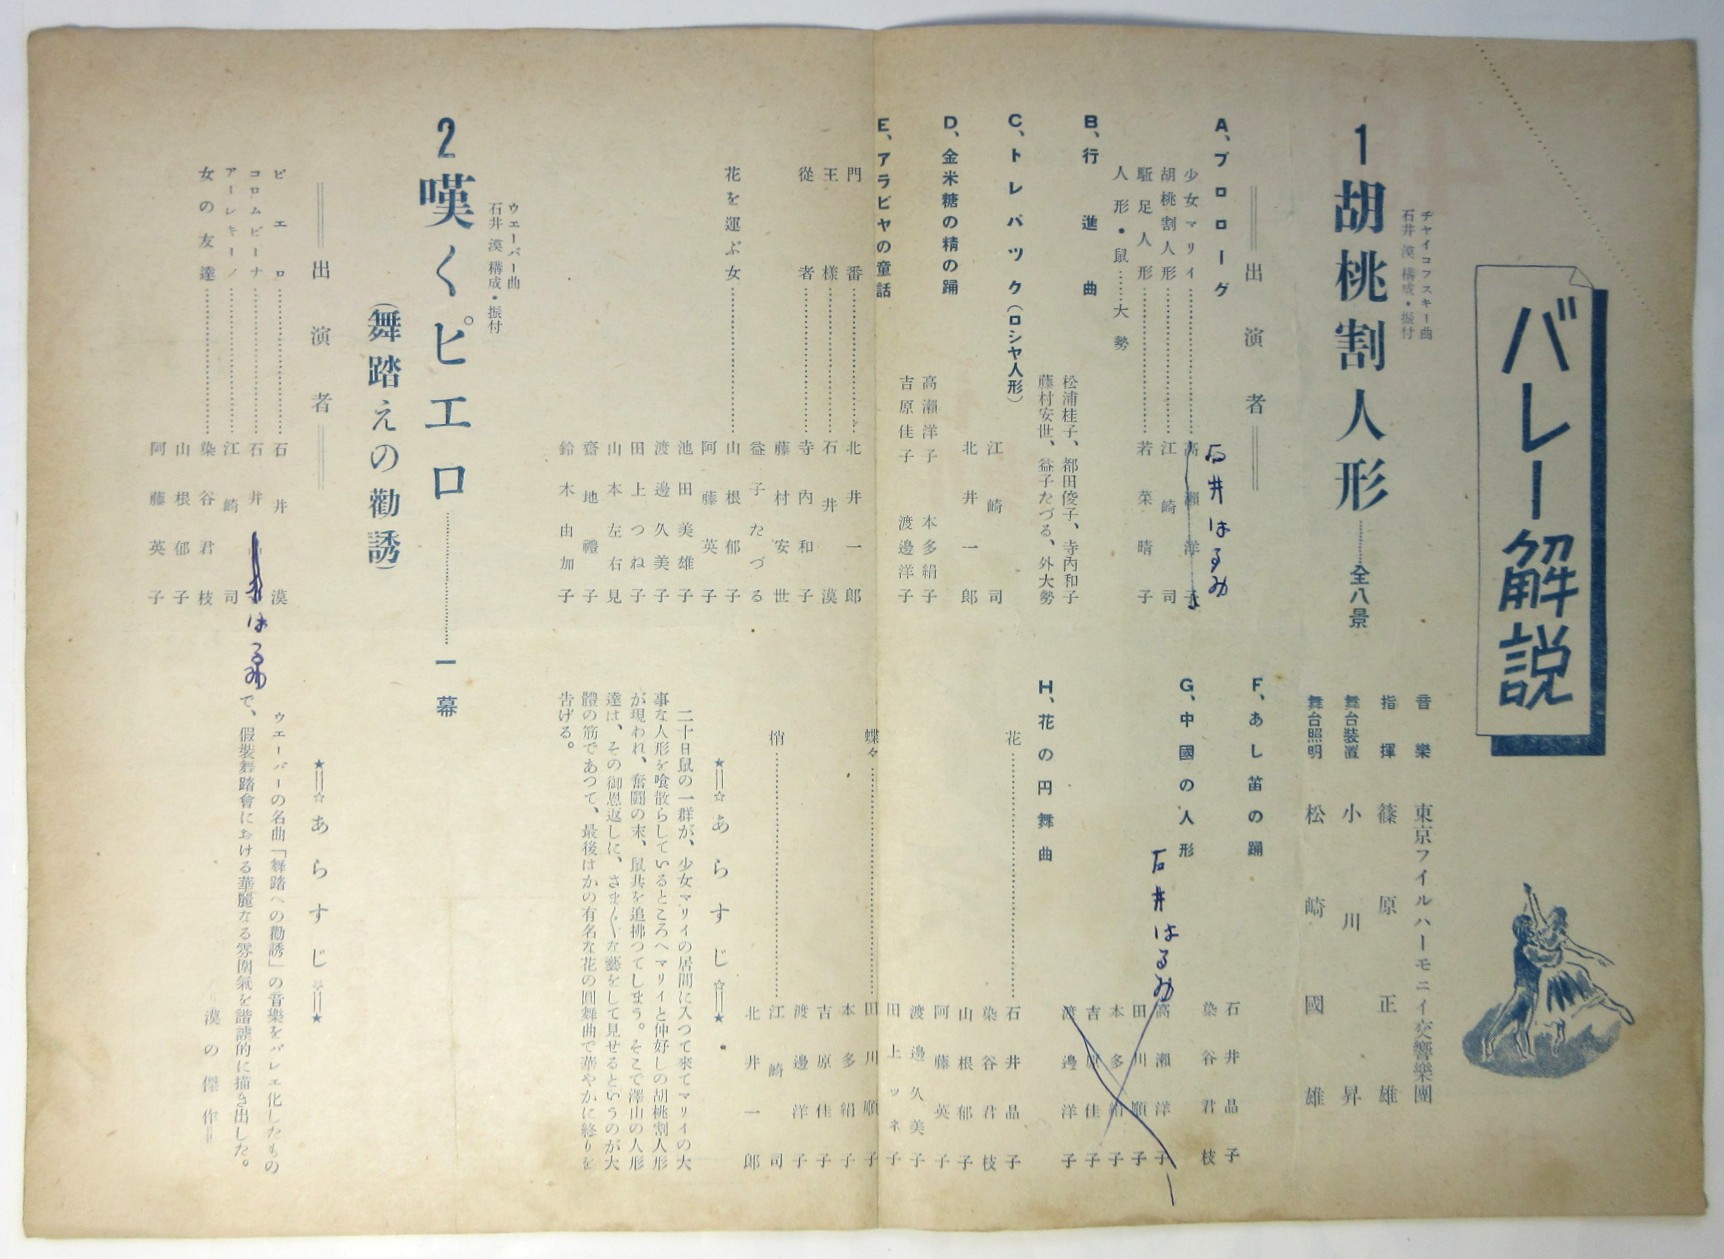 バレー解説
音樂 東京フイルハーモニイ交響樂團
指揮 篠原正雄
舞台裝置 小川昇
舞台照明 松崎國雄
チヤイコフスキー曲
石井漠構成・振付
1 胡桃割人形………全八景
出演者
A、プロローグ
石井はるみ
少女マリイ………高瀬洋子
胡桃割人形………江崎司
駈足人形………若菜晴子
人形・鼠……大勢
B、行進曲
松浦桂子、都田俊子、寺内和子
藤村安世、益子たづる、外大勢
C、トレパツク(ロシヤ人形)
江崎司
北井一郎
D、金米糖の精の踊
高瀬洋子 本多絹子
吉原佳子 渡邊洋子
E、アラビヤの童話
門番………北井一郎
王様………石井漠
從者………寺内和子
藤村安世
益子たづる
花を運ぶ女………山根郁子
阿藤英子
池田美雄子
渡邊久美子
田上つね子
山本左右見
齋地禮子
鈴木由加子
F、あし笛の踊
石井晶子
染谷君枝
G、中國の人形
石井はるみ
高瀬洋子
田川順子
本多絹子
吉原佳子
渡邊洋子
H、花の円舞曲
花………石井晶子
染谷君枝
山根郁子
阿藤英子
渡邊久美子
田上ツネ子
蝶々………田川順子
本多絹子
吉原佳子
渡邊洋子
梢………江崎司
北井一郎
★═☆あらすじ☆═★
二十日鼠の一群が、少女マリイの居間に入つて來てマリイの大
事な人形を喰散らしているところへマリイと仲好しの胡桃割人形
が現われ、奮闘の末、鼠共を追拂つてしまう。そこで澤山の人形
達は、その御恩返しに、さま〴〵な藝をして見せるというのが大
體の筋であつて、最後はかの有名な花の圓舞曲で華やかに終りを
告げる。
ウエーバー曲
石井漠構成・振付
2 嘆くピエロ………一幕
(舞踏えの勸誘)
出演者
ピエロ………石井漠
コロムビーナ………石井はるみ
アーレキーノ………江崎司
女の友達………染谷君枝
山根郁子
阿藤英子
★═☆あらすじ☆═★
ウエーバーの名曲「舞踏への勸誘」の音樂をバレエ化したもの
で、假裝舞踏會における華麗なる雰圍氣を諧謔的に描き出した。
漠の傑作═